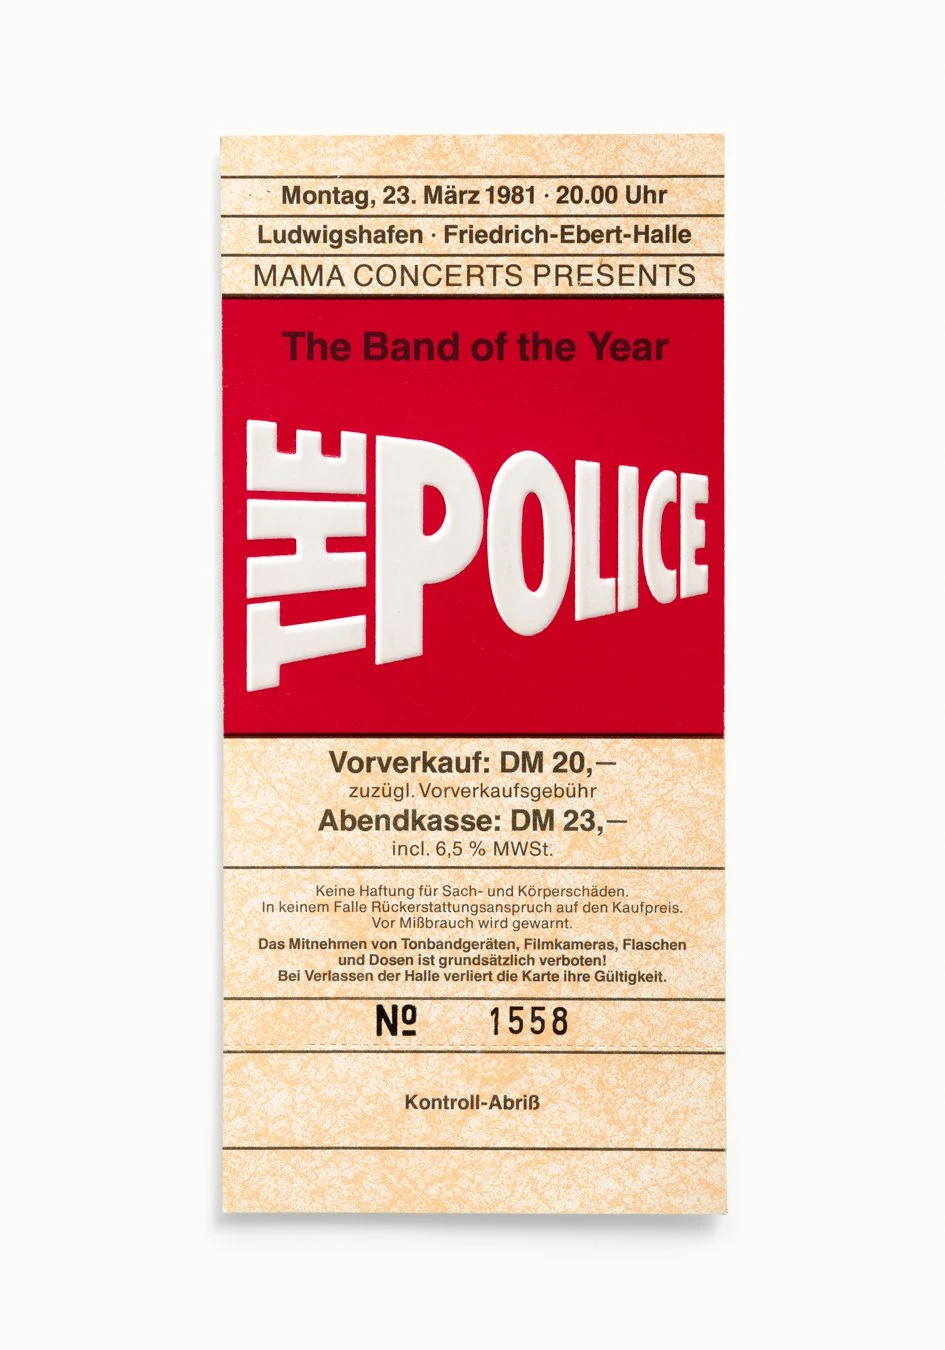 Montag, 23. März 1981 · 20.00 Uhr
Ludwigshafen · Friedrich-Ebert-Halle
MAMA CONCERTS PRESENTS
The Band of the Year
THE POLICE
Vorverkauf: DM 20,—
zuzügl. Vorverkaufsgebühr
Abendkasse: DM 23,—
incl. 6,5 % MWSt.
Keine Haftung für Sach- und Körperschäden.
In keinem Falle Rückerstattungsanspruch auf den Kaufpreis.
Vor Mißbrauch wird gewarnt.
Das Mitnehmen von Tonbandgeräten, Filmkameras, Flaschen
und Dosen ist grundsätzlich verboten!
Bei Verlassen der Halle verliert die Karte ihre Gültigkeit.
Nº 1558
Kontroll-Abriß